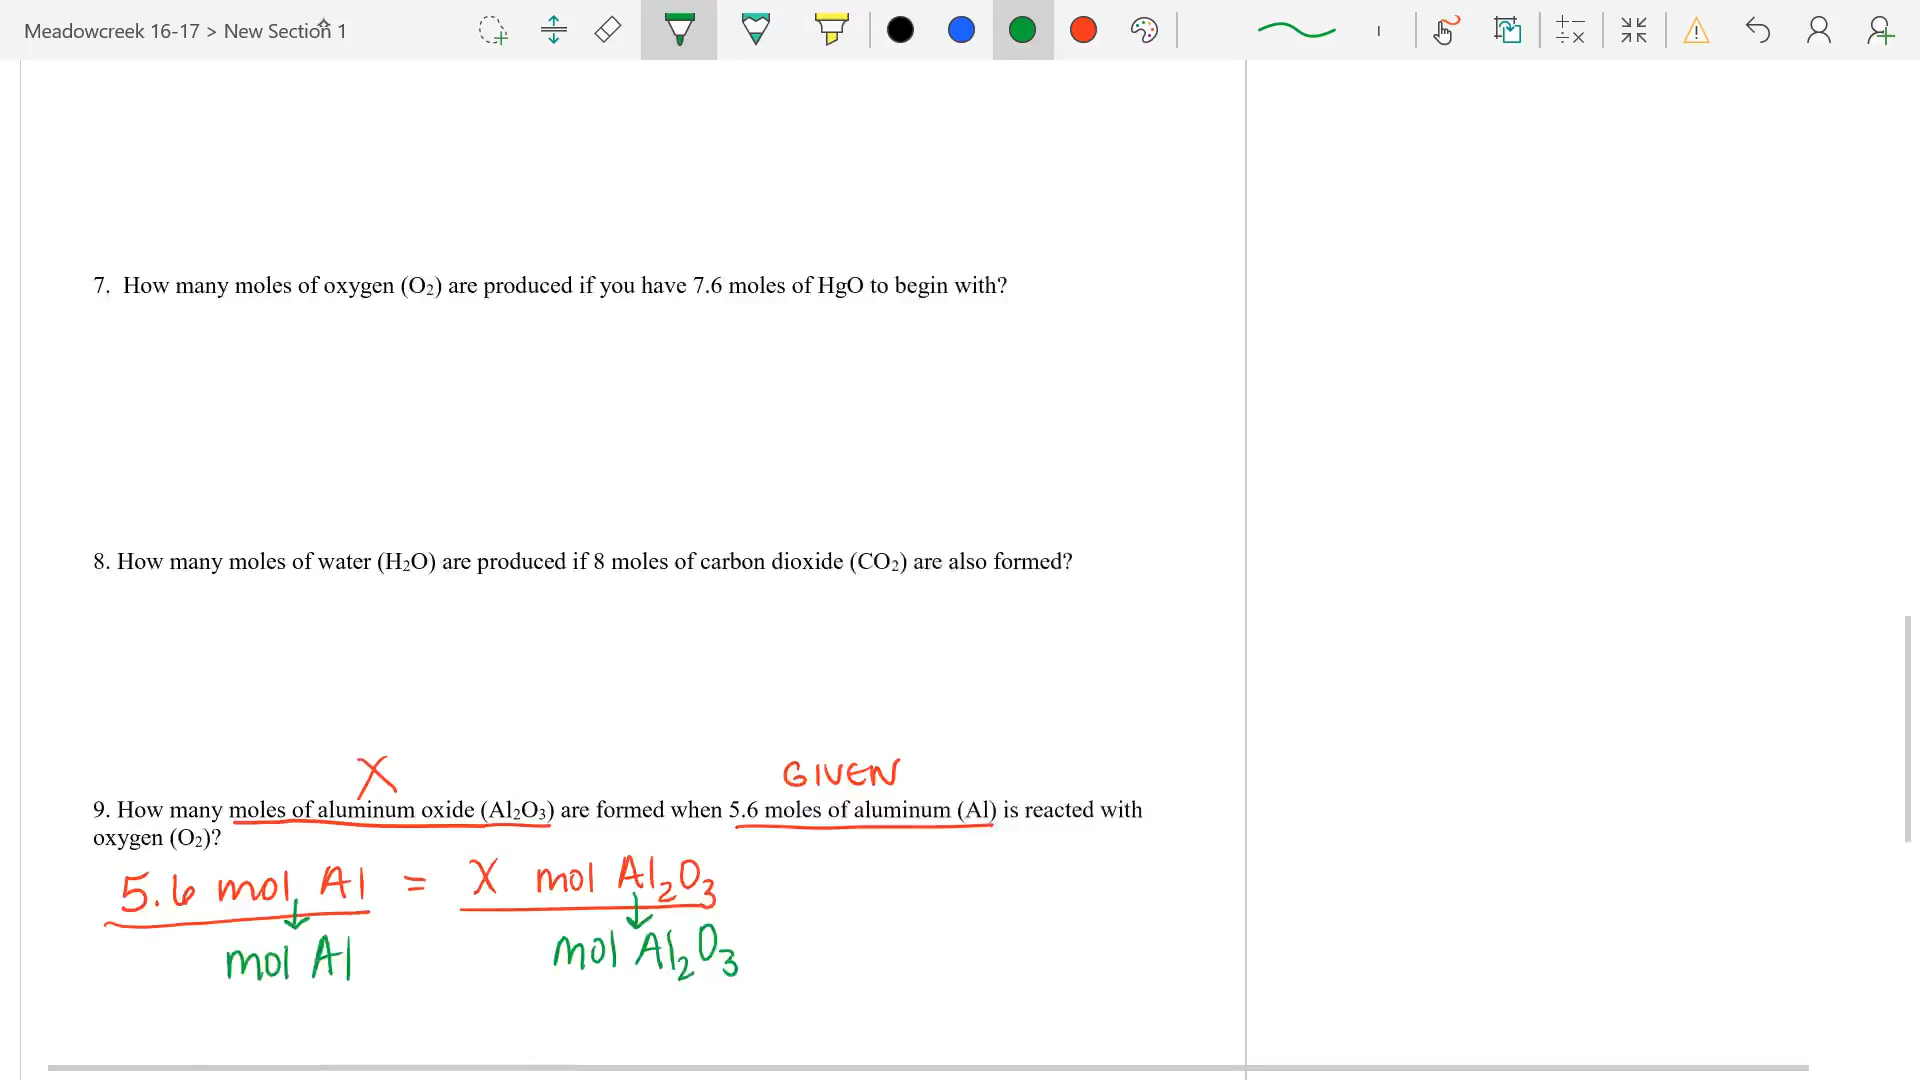 Meadowcreek 16-17 > New Section 1
7. How many moles of oxygen (O₂) are produced if you have 7.6 moles of HgO to begin with?
8. How many moles of water (H₂O) are produced if 8 moles of carbon dioxide (CO₂) are also formed?
X GIVEN
9. How many moles of aluminum oxide (Al₂O₃) are formed when 5.6 moles of aluminum (Al) is reacted with
oxygen (O₂)?
5.6 mol Al = X mol Al₂O₃
mol Al mol Al₂O₃